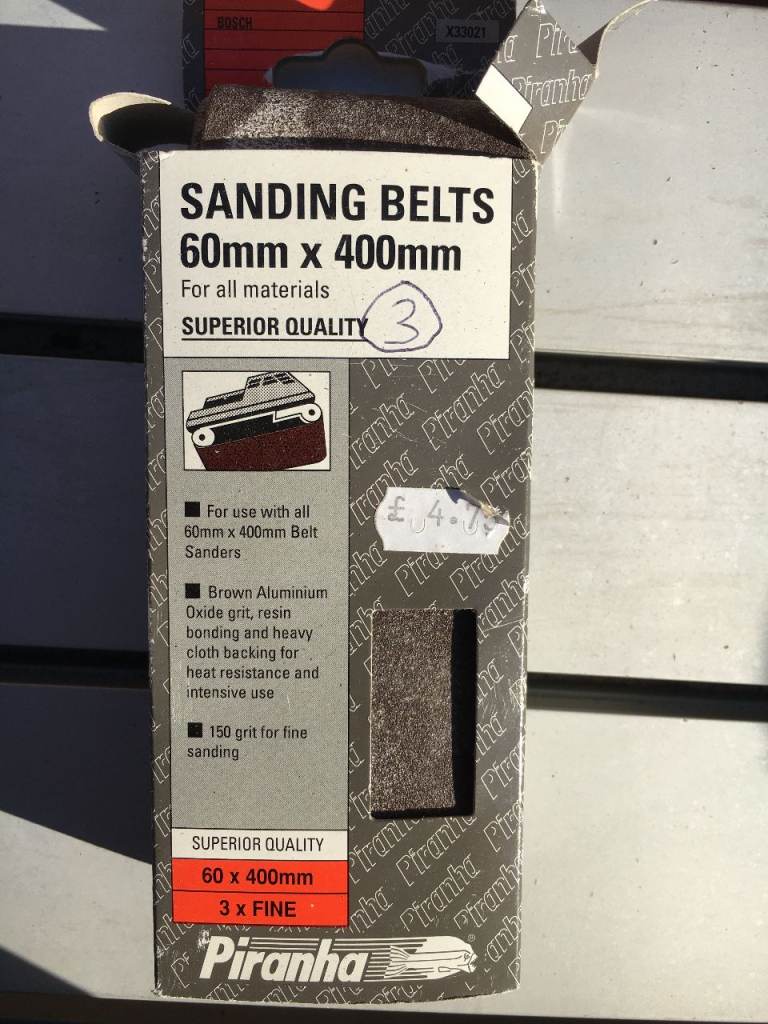 BOSCH
X33021
SANDING BELTS
60mm x 400mm
For all materials
SUPERIOR QUALITY
3
£ 4.75
■ For use with all
60mm x 400mm Belt
Sanders
■ Brown Aluminium
Oxide grit, resin
bonding and heavy
cloth backing for
heat resistance and
intensive use
■ 150 grit for fine
sanding
SUPERIOR QUALITY
60 x 400mm
3 x FINE
Piranha